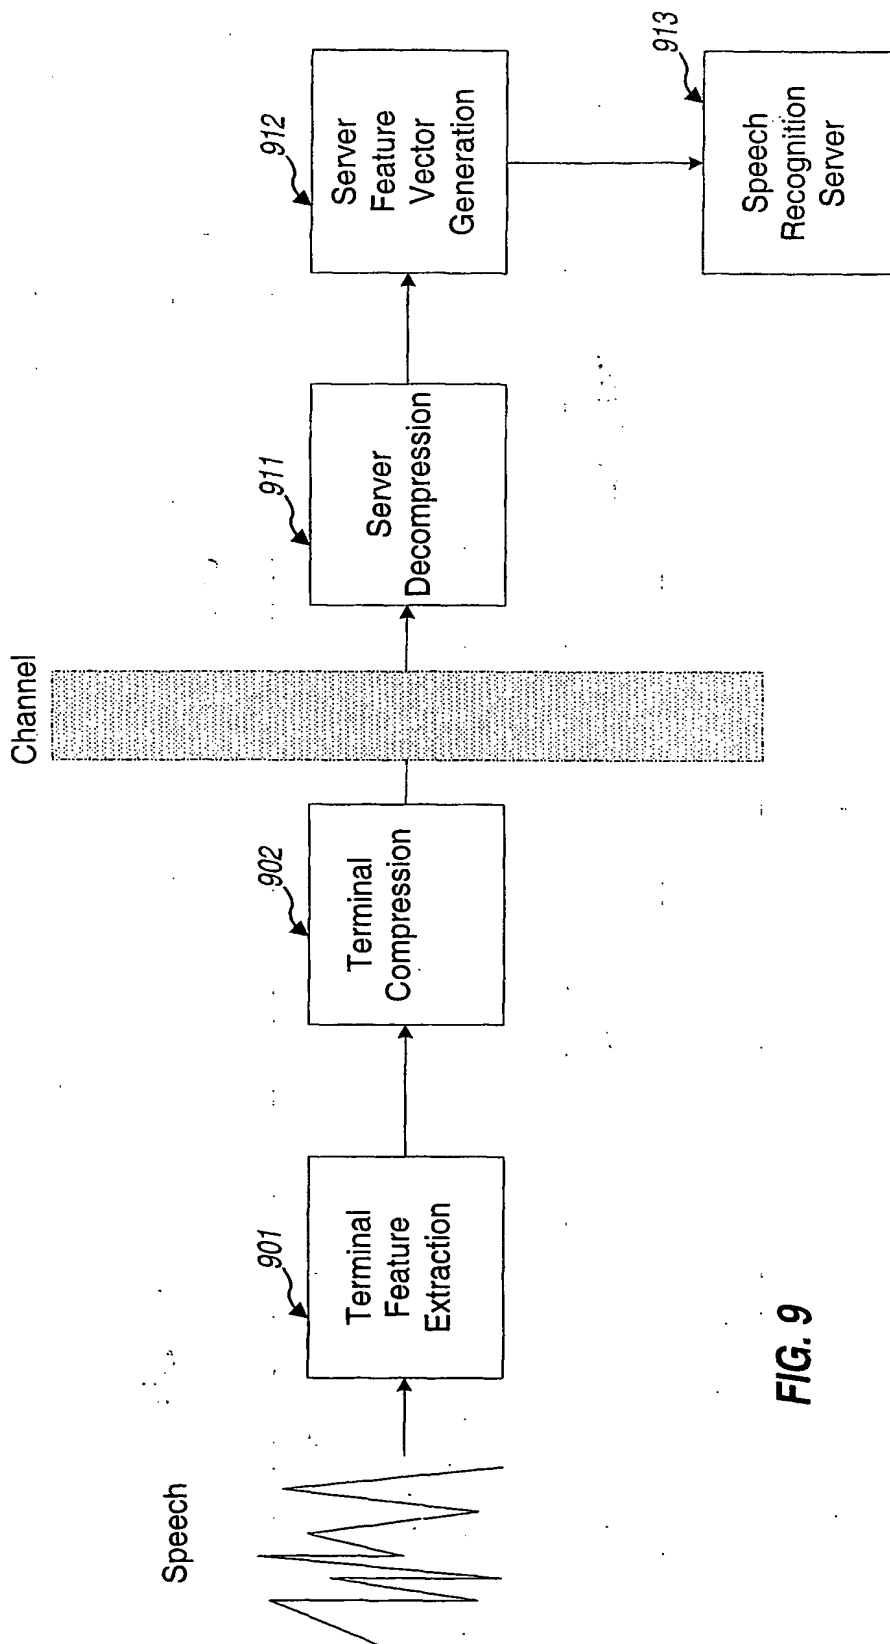 Speech
901
Terminal
Feature
Extraction
902
Terminal
Compression
Channel
911
Server
Decompression
912
Server
Feature
Vector
Generation
913
Speech
Recognition
Server
FIG. 9